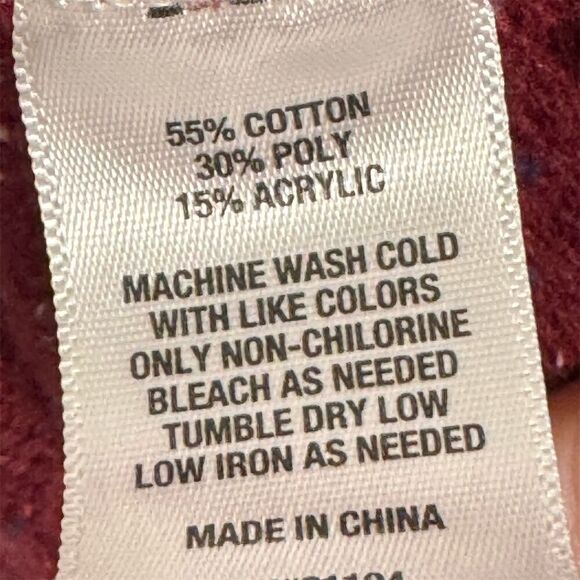 55% COTTON
30% POLY
15% ACRYLIC
MACHINE WASH COLD
WITH LIKE COLORS
ONLY NON-CHILORINE
BLEACH AS NEEDED
TUMBLE DRY LOW
LOW IRON AS NEEDED
MADE IN CHINA